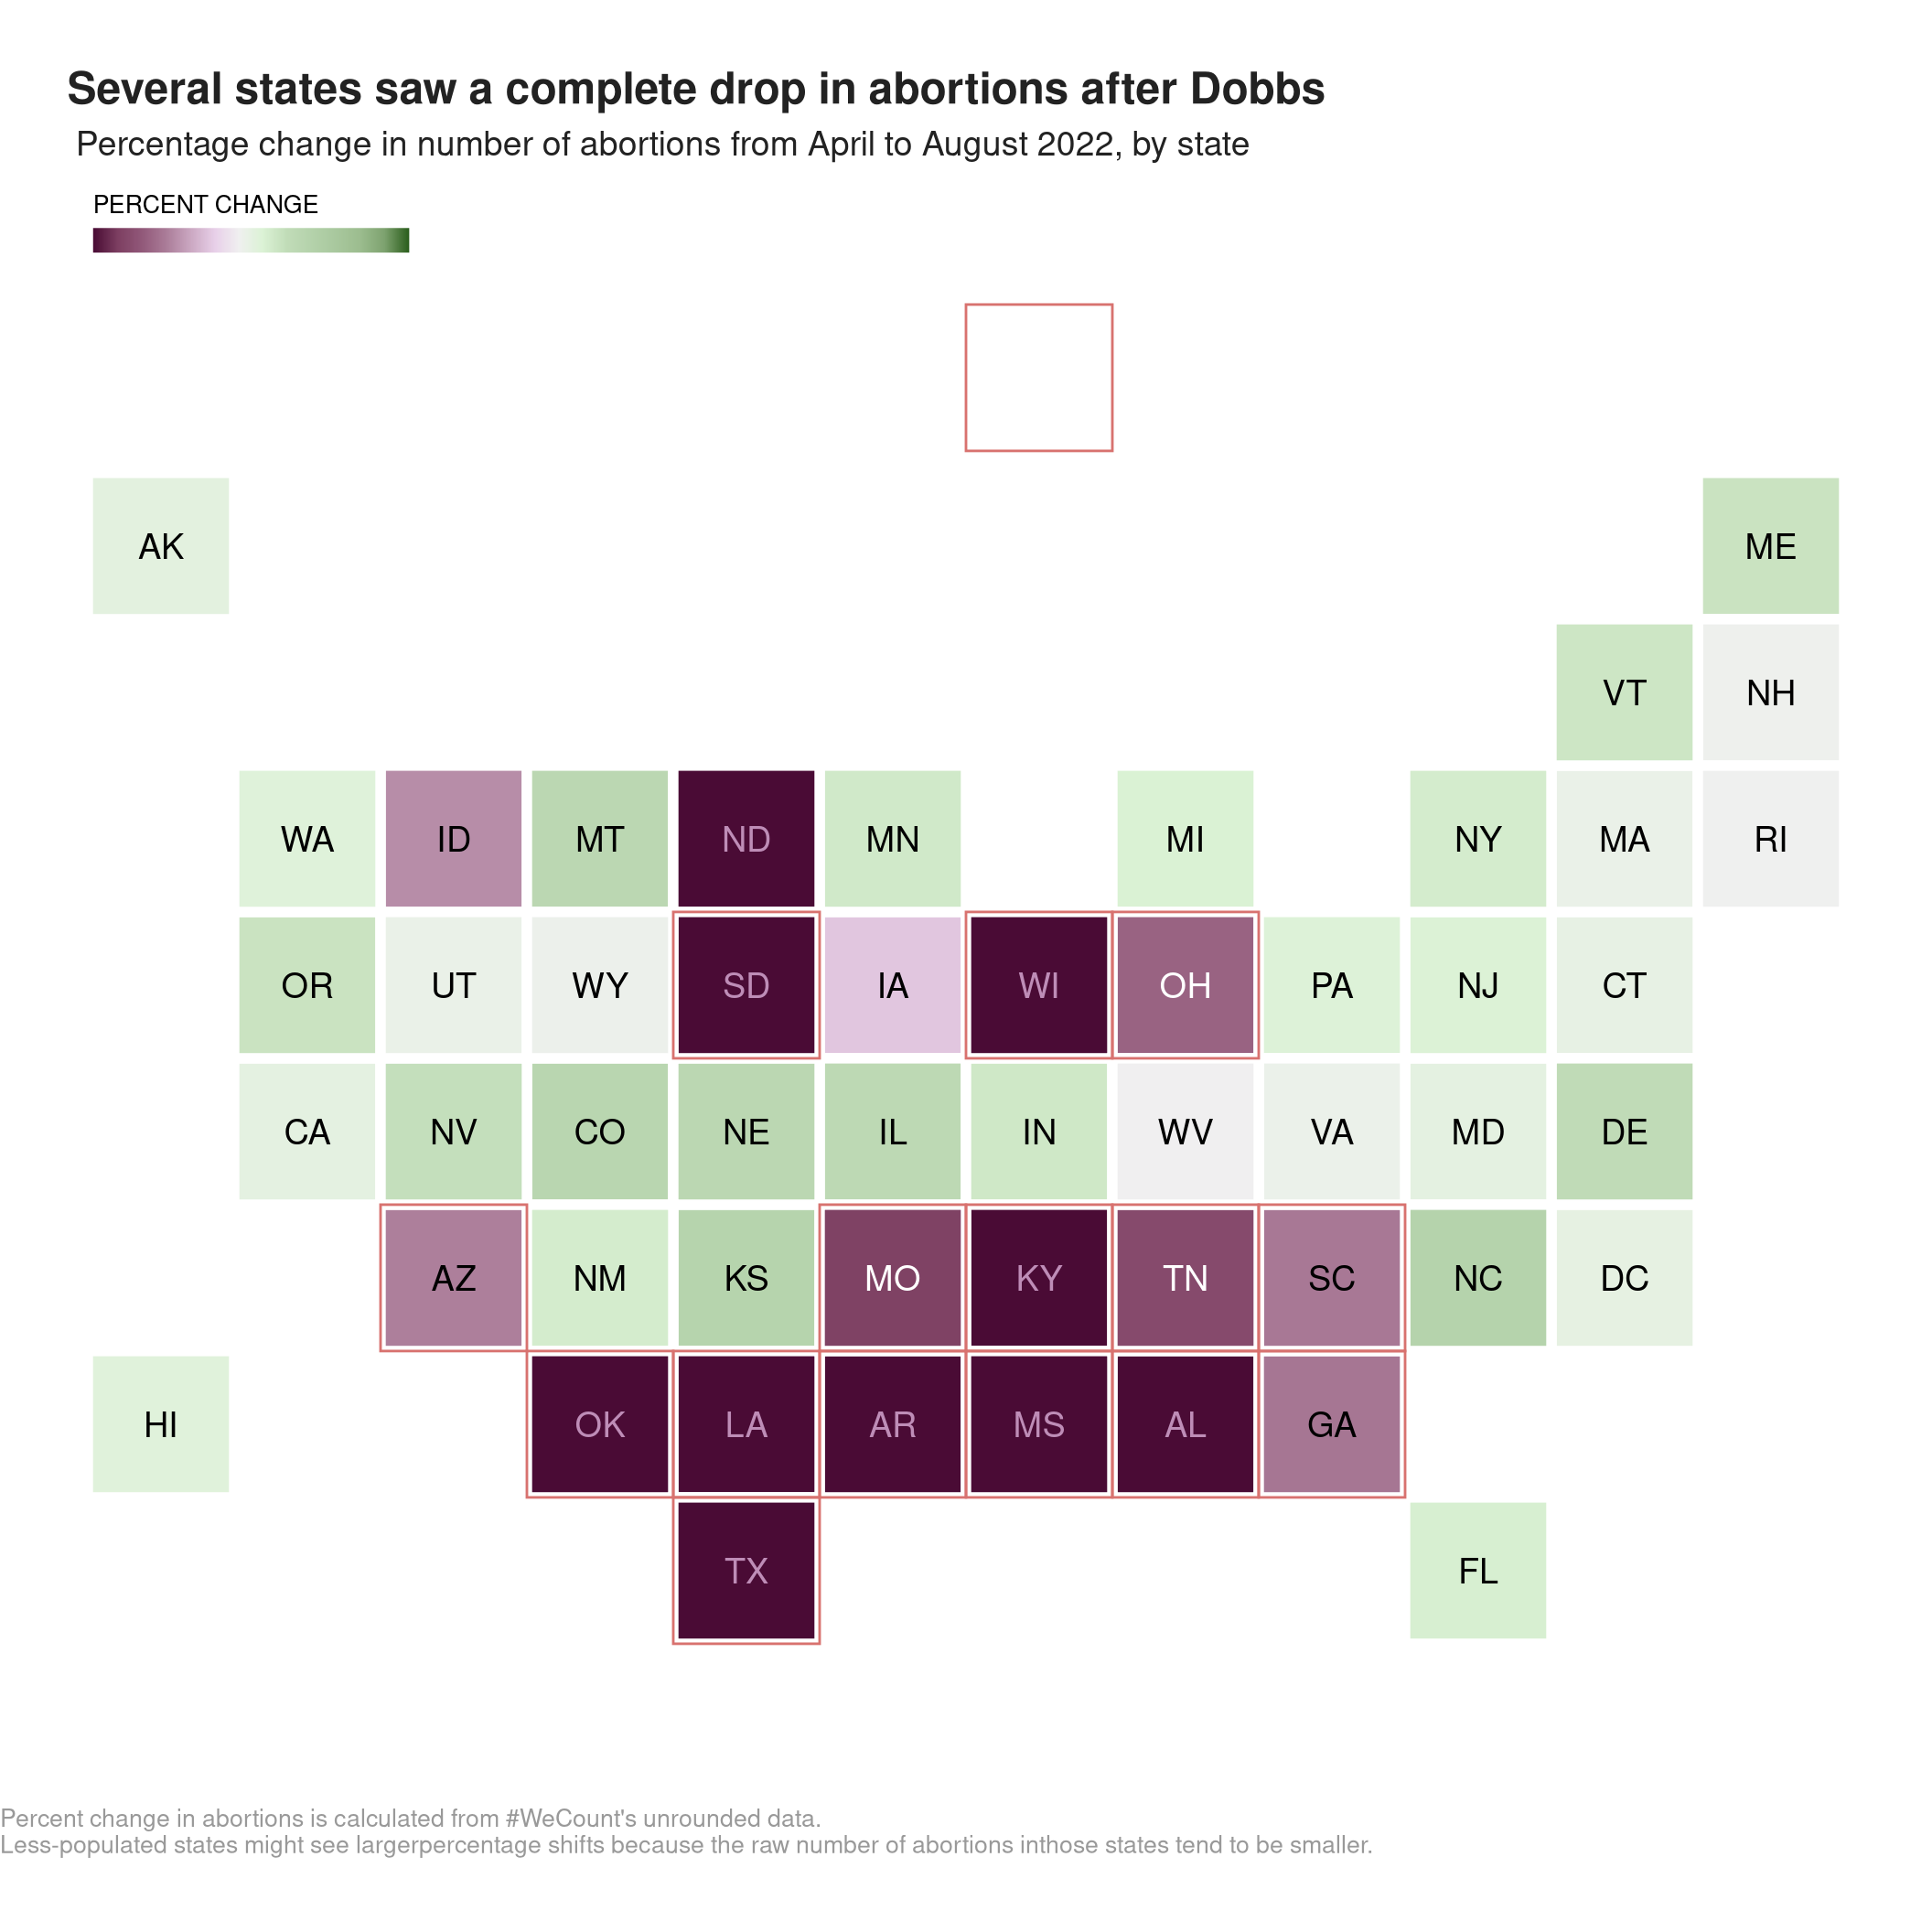 Several states saw a complete drop in abortions after Dobbs
Percentage change in number of abortions from April to August 2022, by state
PERCENT CHANGE
AK ME
VT NH
WA ID MT ND MN MI NY MA RI
OR UT WY SD IA WI OH PA NJ CT
CA NV CO NE IL IN WV VA MD DE
AZ NM KS MO KY TN SC NC DC
HI OK LA AR MS AL GA
TX FL
Percent change in abortions is calculated from #WeCount's unrounded data.
Less-populated states might see largerpercentage shifts because the raw number of abortions inthose states tend to be smaller.